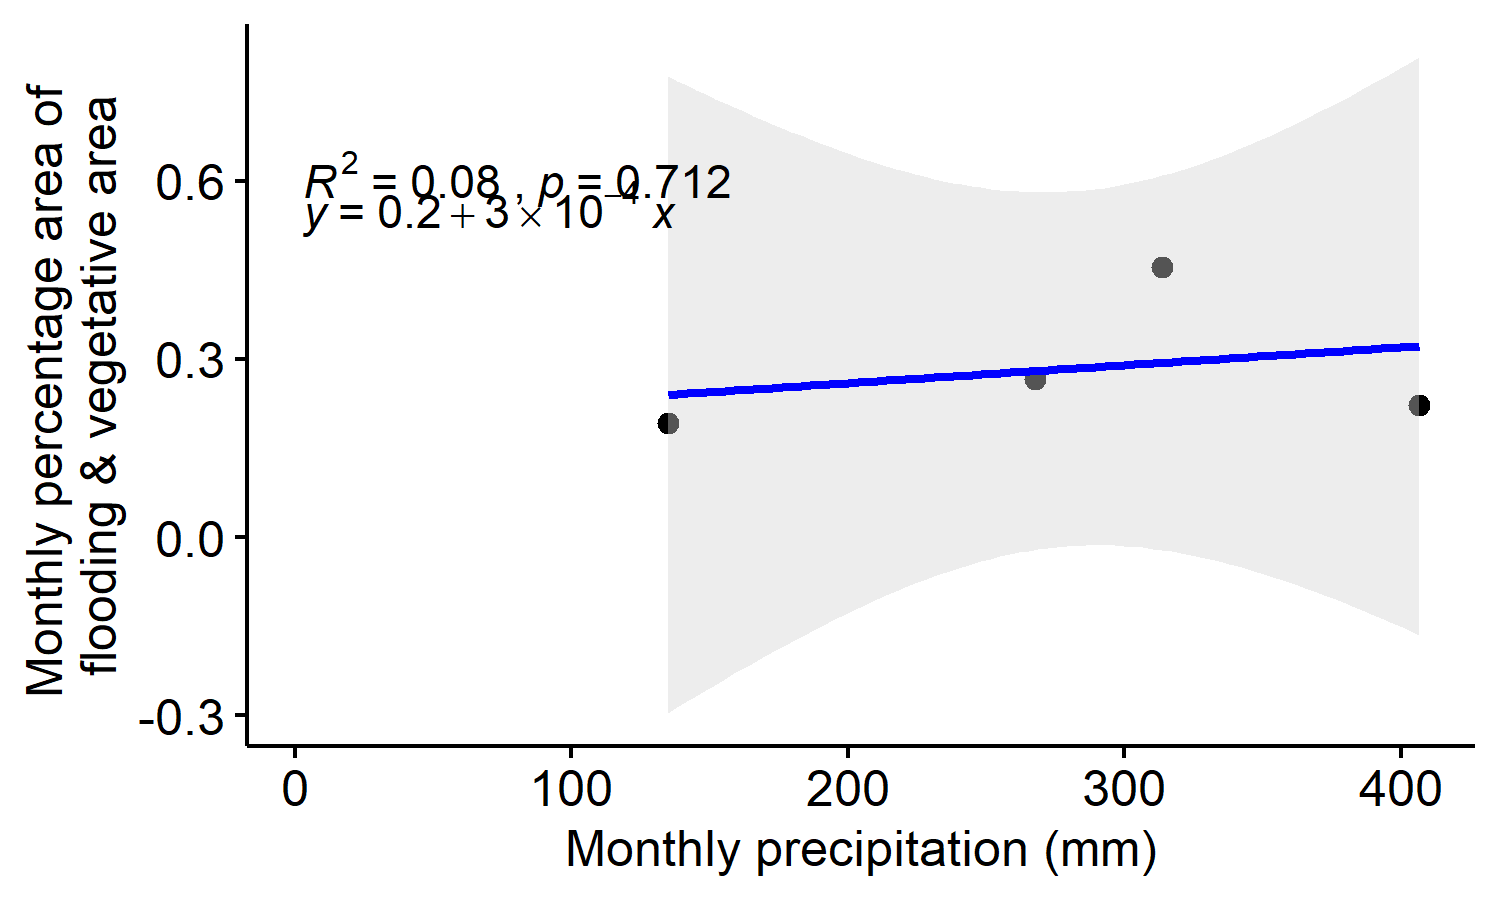 Monthly percentage area of
flooding & vegetative area
0.6
0.3
0.0
-0.3
R² = 0.08 , p = 0.712
y = 0.2 + 3 × 10⁻⁴ x
0 100 200 300 400
Monthly precipitation (mm)